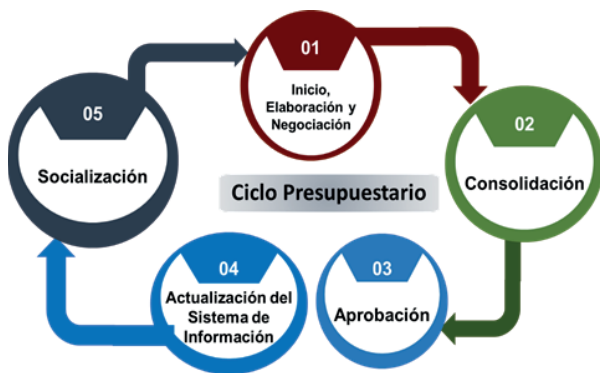 01
Inicio,
Elaboración y
Negociación
02
Consolidación
03
Aprobación
04
Actualización del
Sistema de
Información
05
Socialización
Ciclo Presupuestario